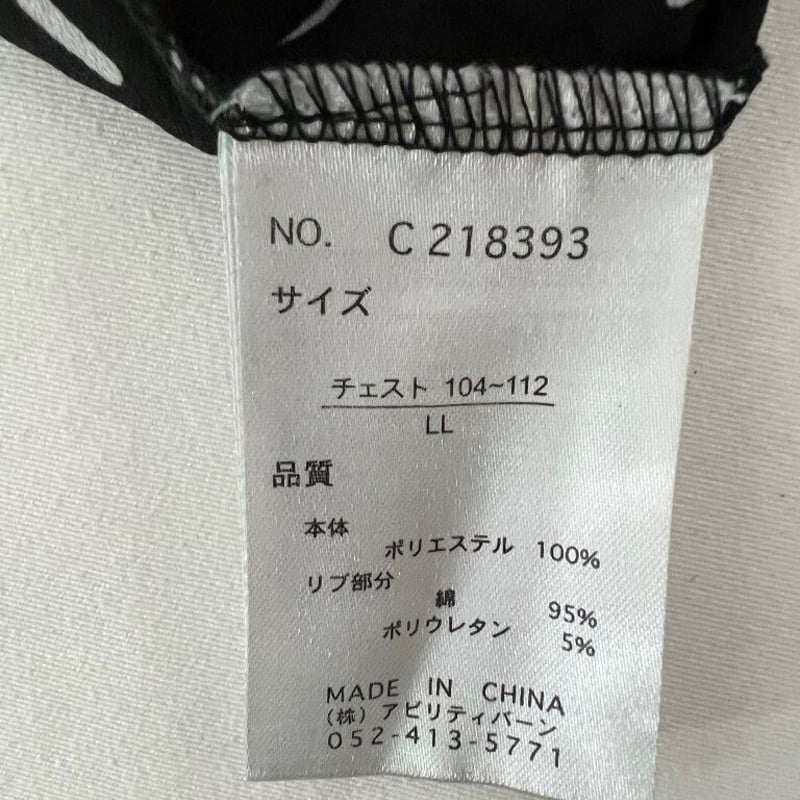 NO. C218393
サイズ
チェスト 104~112
LL
品質
本体
ポリエステル 100%
リブ部分
綿 95%
ポリウレタン 5%
MADE IN CHINA
(株)アビリティバーン
052-413-5771